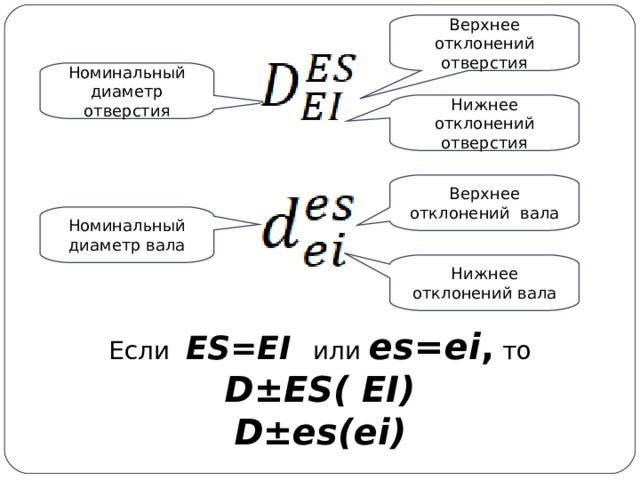 Верхнее
отклонений
отверстия
Номинальный
диаметр
отверстия
D ES EI
Нижнее
отклонений
отверстия
Верхнее
отклонений вала
Номинальный
диаметр вала
d es ei
Нижнее
отклонений вала
Если ES=EI или es=ei, то
D±ES( EI)
D±es(ei)